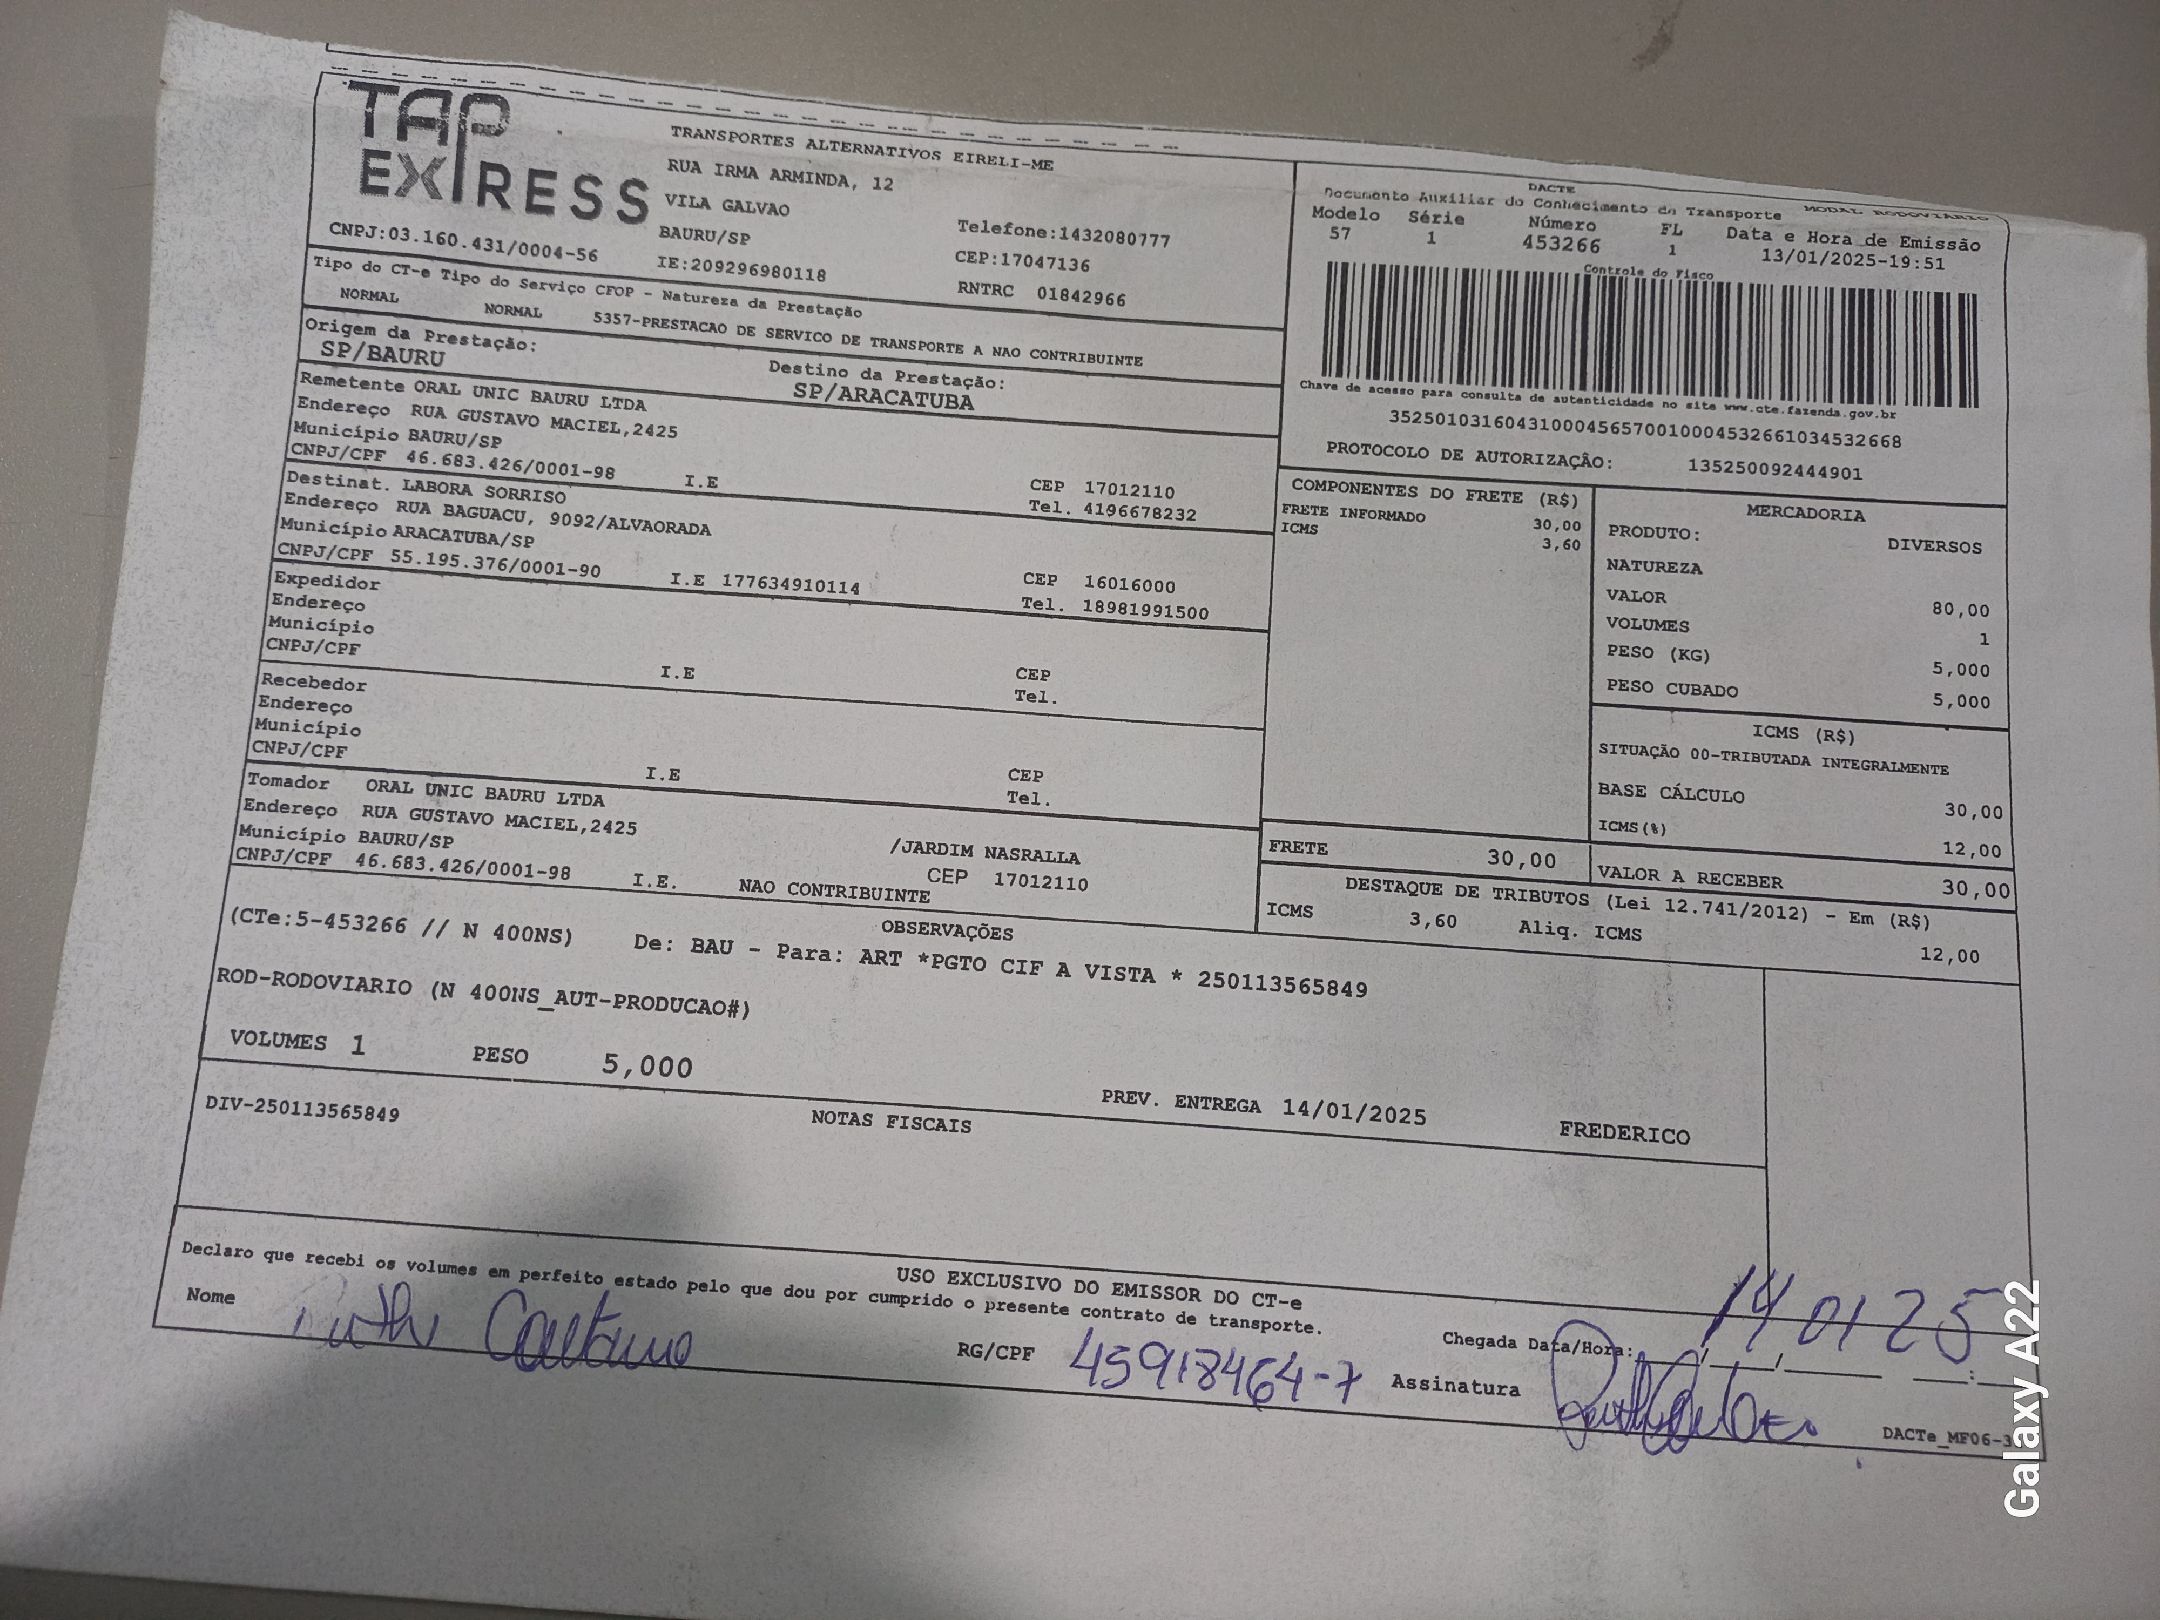 TAP EXPRESS
TRANSPORTES ALTERNATIVOS EIRELI-ME
RUA IRMA ARMINDA, 12
VILA GALVAO
BAURU/SP Telefone:1432080777
CNPJ:03.160.431/0004-56 IE:209296980118 CEP:17047136
RNTRC 01842966
Tipo do CT-e Tipo do Serviço CFOP - Natureza da Prestação
NORMAL NORMAL 5357-PRESTACAO DE SERVICO DE TRANSPORTE A NAO CONTRIBUINTE
Origem da Prestação: Destino da Prestação:
SP/BAURU SP/ARACATUBA
Remetente ORAL UNIC BAURU LTDA
Endereço RUA GUSTAVO MACIEL,2425
Município BAURU/SP CEP 17012110
CNPJ/CPF 46.683.426/0001-98 I.E Tel. 4196678232
Destinat. LABORA SORRISO
Endereço RUA BAGUACU, 9092/ALVAORADA
Município ARACATUBA/SP CEP 16016000
CNPJ/CPF 55.195.376/0001-90 I.E 177634910114 Tel. 18981991500
Expedidor
Endereço
Município CEP
CNPJ/CPF I.E Tel.
Recebedor
Endereço
Município CEP
CNPJ/CPF I.E Tel.
Tomador ORAL UNIC BAURU LTDA
Endereço RUA GUSTAVO MACIEL,2425 /JARDIM NASRALLA
Município BAURU/SP CEP 17012110
CNPJ/CPF 46.683.426/0001-98 I.E. NAO CONTRIBUINTE
DACTE MODAL RODOVIARIO
Documento Auxiliar do Conhecimento de Transporte
Modelo Série Número FL Data e Hora de Emissão
57 1 453266 1 13/01/2025-19:51
Controle do Fisco
Chave de acesso para consulta de autenticidade no site www.cte.fazenda.gov.br
35250103160431000456570010004532661034532668
PROTOCOLO DE AUTORIZAÇÂO: 135250092444901
COMPONENTES DO FRETE (R$)
FRETE INFORMADO 30,00
ICMS 3,60
MERCADORIA
PRODUTO: DIVERSOS
NATUREZA
VALOR 80,00
VOLUMES 1
PESO (KG) 5,000
PESO CUBADO 5,000
ICMS (R$)
SITUAÇÃO 00-TRIBUTADA INTEGRALMENTE
BASE CÁLCULO 30,00
ICMS(%) 12,00
FRETE 30,00 VALOR A RECEBER 30,00
DESTAQUE DE TRIBUTOS (Lei 12.741/2012) - Em (R$)
ICMS 3,60 Aliq. ICMS 12,00
OBSERVAÇÕES
(CTe:5-453266 // N 400NS) De: BAU - Para: ART *PGTO CIF A VISTA * 250113565849
ROD-RODOVIARIO (N 400NS_AUT-PRODUCAO#)
VOLUMES 1 PESO 5,000 PREV. ENTREGA 14/01/2025 FREDERICO
NOTAS FISCAIS
DIV-250113565849
USO EXCLUSIVO DO EMISSOR DO CT-e
Declaro que recebi os volumes em perfeito estado pelo que dou por cumprido o presente contrato de transporte.
Chegada Data/Hora: 14 01 25
Nome Caetano RG/CPF 45918464-7 Assinatura
DACTe_MF06-3
Galaxy A22